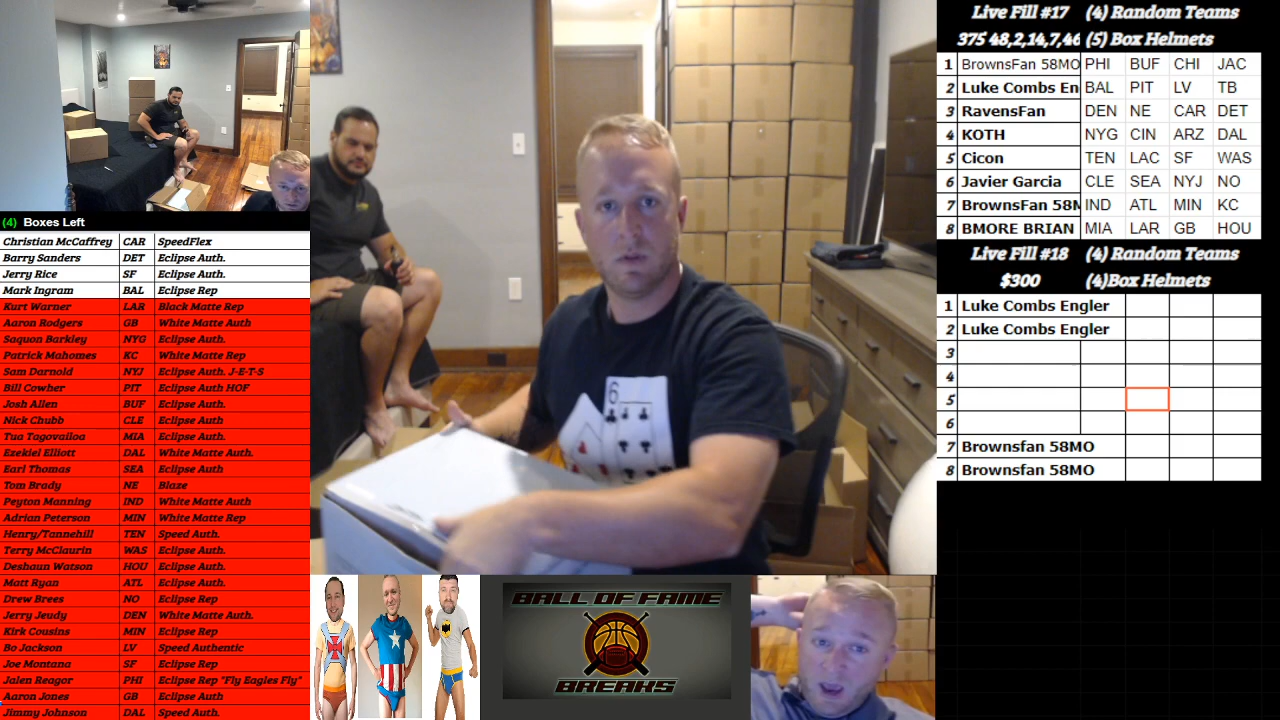 (4) Boxes Left
Christian McCaffrey CAR SpeedFlex
Barry Sanders DET Eclipse Auth.
Jerry Rice SF Eclipse Auth.
Mark Ingram BAL Eclipse Rep
Kurt Warner LAR Black Matte Rep
Aaron Rodgers GB White Matte Auth
Saquon Barkley NYG Eclipse Auth.
Patrick Mahomes KC White Matte Rep
Sam Darnold NYJ Eclipse Auth. J-E-T-S
Bill Cowher PIT Eclipse Auth HOF
Josh Allen BUF Eclipse Auth.
Nick Chubb CLE Eclipse Auth
Tua Tagovailoa MIA Eclipse Auth.
Ezekiel Elliott DAL White Matte Auth.
Earl Thomas SEA Eclipse Auth
Tom Brady NE Blaze
Peyton Manning IND White Matte Auth
Adrian Peterson MIN White Matte Rep
Henry/Tannehill TEN Speed Auth.
Terry McClaurin WAS Eclipse Auth.
Deshaun Watson HOU Eclipse Auth.
Matt Ryan ATL Eclipse Auth.
Drew Brees NO Eclipse Rep
Jerry Jeudy DEN White Matte Auth.
Kirk Cousins MIN Eclipse Rep
Bo Jackson LV Speed Authentic
Joe Montana SF Eclipse Rep
Jalen Reagor PHI Eclipse Rep "Fly Eagles Fly"
Aaron Jones GB Eclipse Auth
Jimmy Johnson DAL Speed Auth.
6
BALL OF FAME
BREAKS
Live Fill #17 (4) Random Teams
375 48,2,14,7,46 (5) Box Helmets
1 BrownsFan 58MO PHI BUF CHI JAC
2 Luke Combs En BAL PIT LV TB
3 RavensFan DEN NE CAR DET
4 KOTH NYG CIN ARZ DAL
5 Cicon TEN LAC SF WAS
6 Javier Garcia CLE SEA NYJ NO
7 BrownsFan 58M IND ATL MIN KC
8 BMORE BRIAN MIA LAR GB HOU
Live Fill #18 (4) Random Teams
$300 (4)Box Helmets
1 Luke Combs Engler
2 Luke Combs Engler
3
4
5
6
7 Brownsfan 58MO
8 Brownsfan 58MO